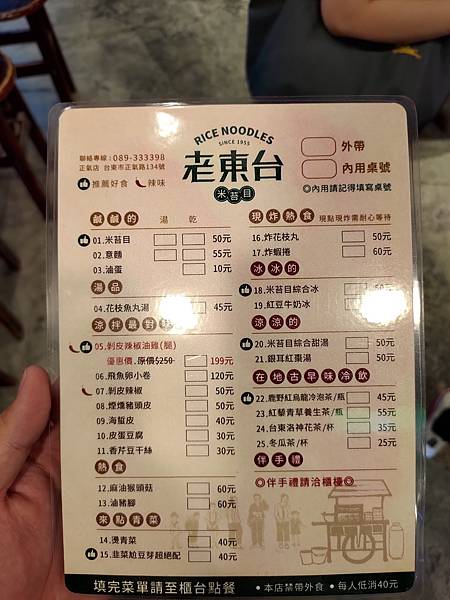 RICE NOODLES
SINCE 1955
老東台
米苔目
聯絡專線：089-333398
正氣店 台東市正氣路134號
推薦好食 辣味
外帶
內用桌號
◎內用請記得填寫桌號
鹹鹹的 湯 乾
01.米苔目 50元
02.意麵 55元
03.滷蛋 10元
湯品
04.花枝魚丸湯 45元
涼拌最對
05.剝皮辣椒油雞(腿)
優惠價.原價$250 199元
06.飛魚卵小卷 120元
07.剝皮辣椒 50元
08.煙燻豬頭皮 50元
09.海蜇皮 40元
10.皮蛋豆腐 30元
11.香芹豆干絲 30元
熱食
12.麻油猴頭菇 60元
13.滷豬腳 60元
來點青菜
14.燙青菜 40元
15.韭菜尬豆芽超絕配 40元
現炸熱食 現點現炸需耐心等待
16.炸花枝丸 50元
17.炸蝦捲 60元
冰冰的
18.米苔目綜合冰
19.紅豆牛奶冰
涼涼的
20.米苔目綜合甜湯 50元
21.銀耳紅棗湯 50元
在地古早味冷飲
22.鹿野紅烏龍冷泡茶/瓶 45元
23.紅藜青草養生茶/瓶 55元
24.台東洛神花茶/杯 35元
25.冬瓜茶/杯 25元
伴手禮
◎伴手禮請洽櫃檯◎
填完菜單請至櫃台點餐 •本店禁帶外食 •每人低消40元